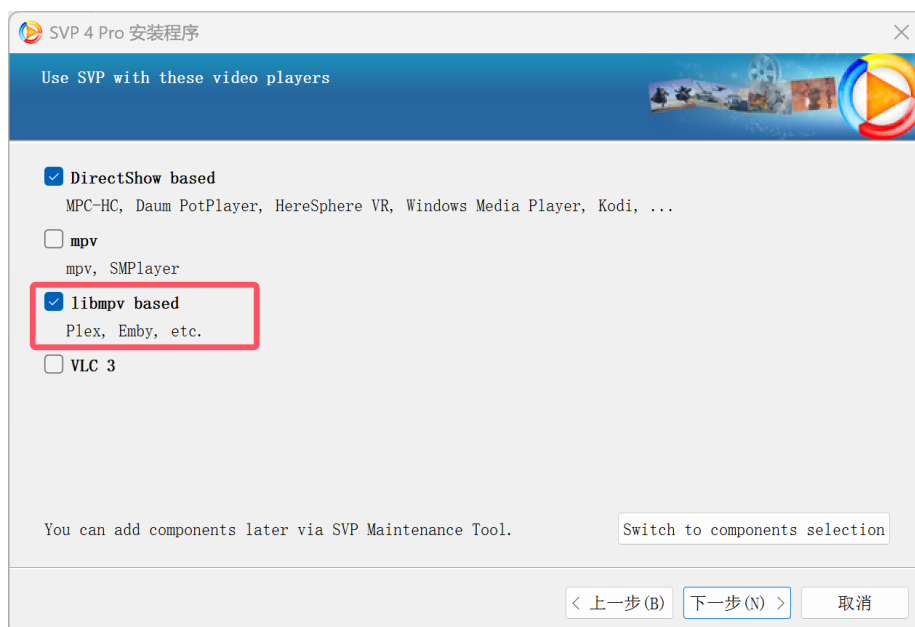 SVP 4 Pro 安装程序
Use SVP with these video players
DirectShow based
MPC-HC, Daum PotPlayer, HereSphere VR, Windows Media Player, Kodi, ...
mpv
mpv, SMPlayer
libmpv based
Plex, Emby, etc.
VLC 3
You can add components later via SVP Maintenance Tool.
Switch to components selection
< 上一步(B)
下一步(N) >
取消